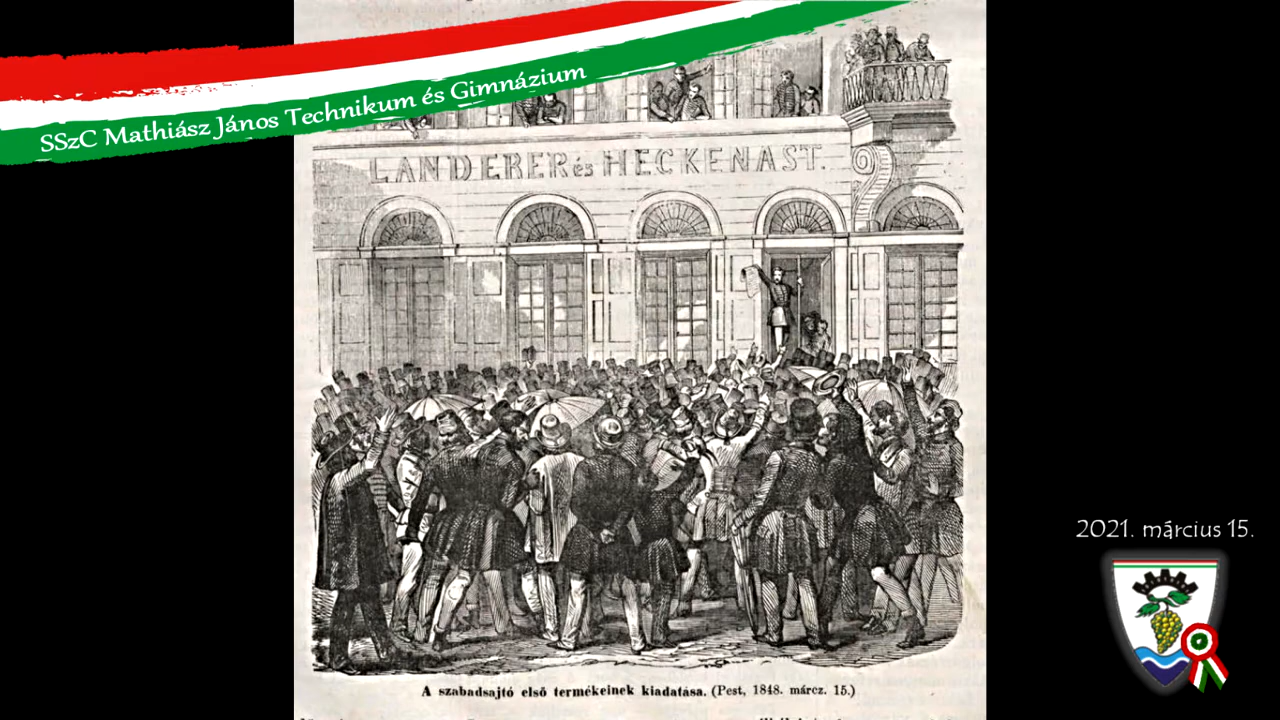 SSzC Mathiász János Technikum és Gimnázium
LANDERER és HECKENAST.
A szabadsajtó első termékeinek kiadatása. (Pest, 1848. márcz. 15.)
2021. március 15.